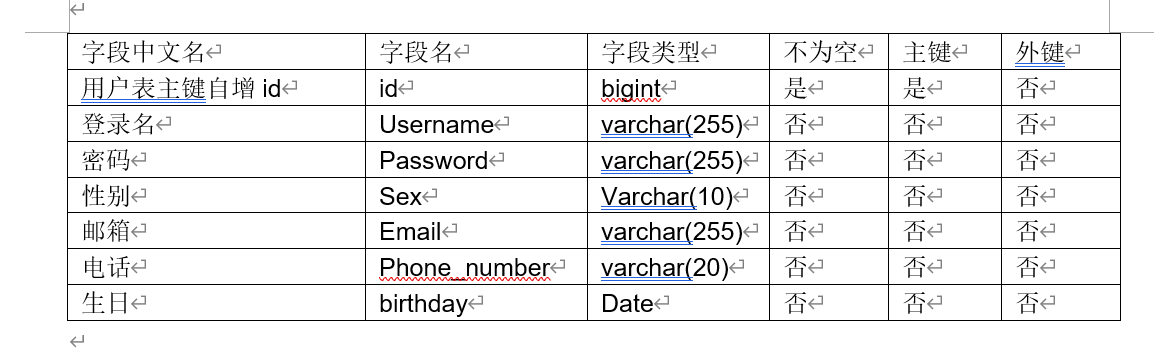 字段中文名 字段名 字段类型 不为空 主键 外键
用户表主键自增 id id bigint 是 是 否
登录名 Username varchar(255) 否 否 否
密码 Password varchar(255) 否 否 否
性别 Sex Varchar(10) 否 否 否
邮箱 Email varchar(255) 否 否 否
电话 Phone_number varchar(20) 否 否 否
生日 birthday Date 否 否 否